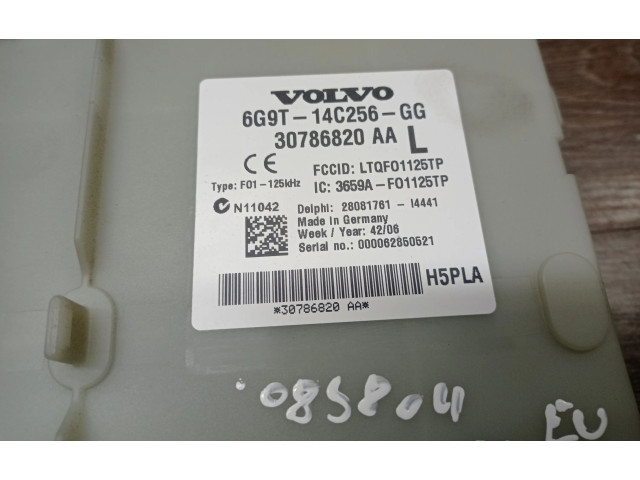 VOLVO
6G9T-14C256-GG
30786820 AA L
CE FCCID: LTQFO1125TP
Type: F01-125kHz IC: 3659A-FO1125TP
N11042 Delphi: 28081761 - I4441
Made in Germany
Week / Year: 42/06
Serial no.: 000062850521
H5PLA
*30786820 AA*
085804
EU